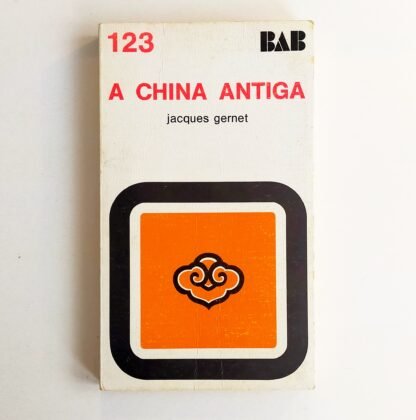 123
BAB
A CHINA ANTIGA
jacques gernet